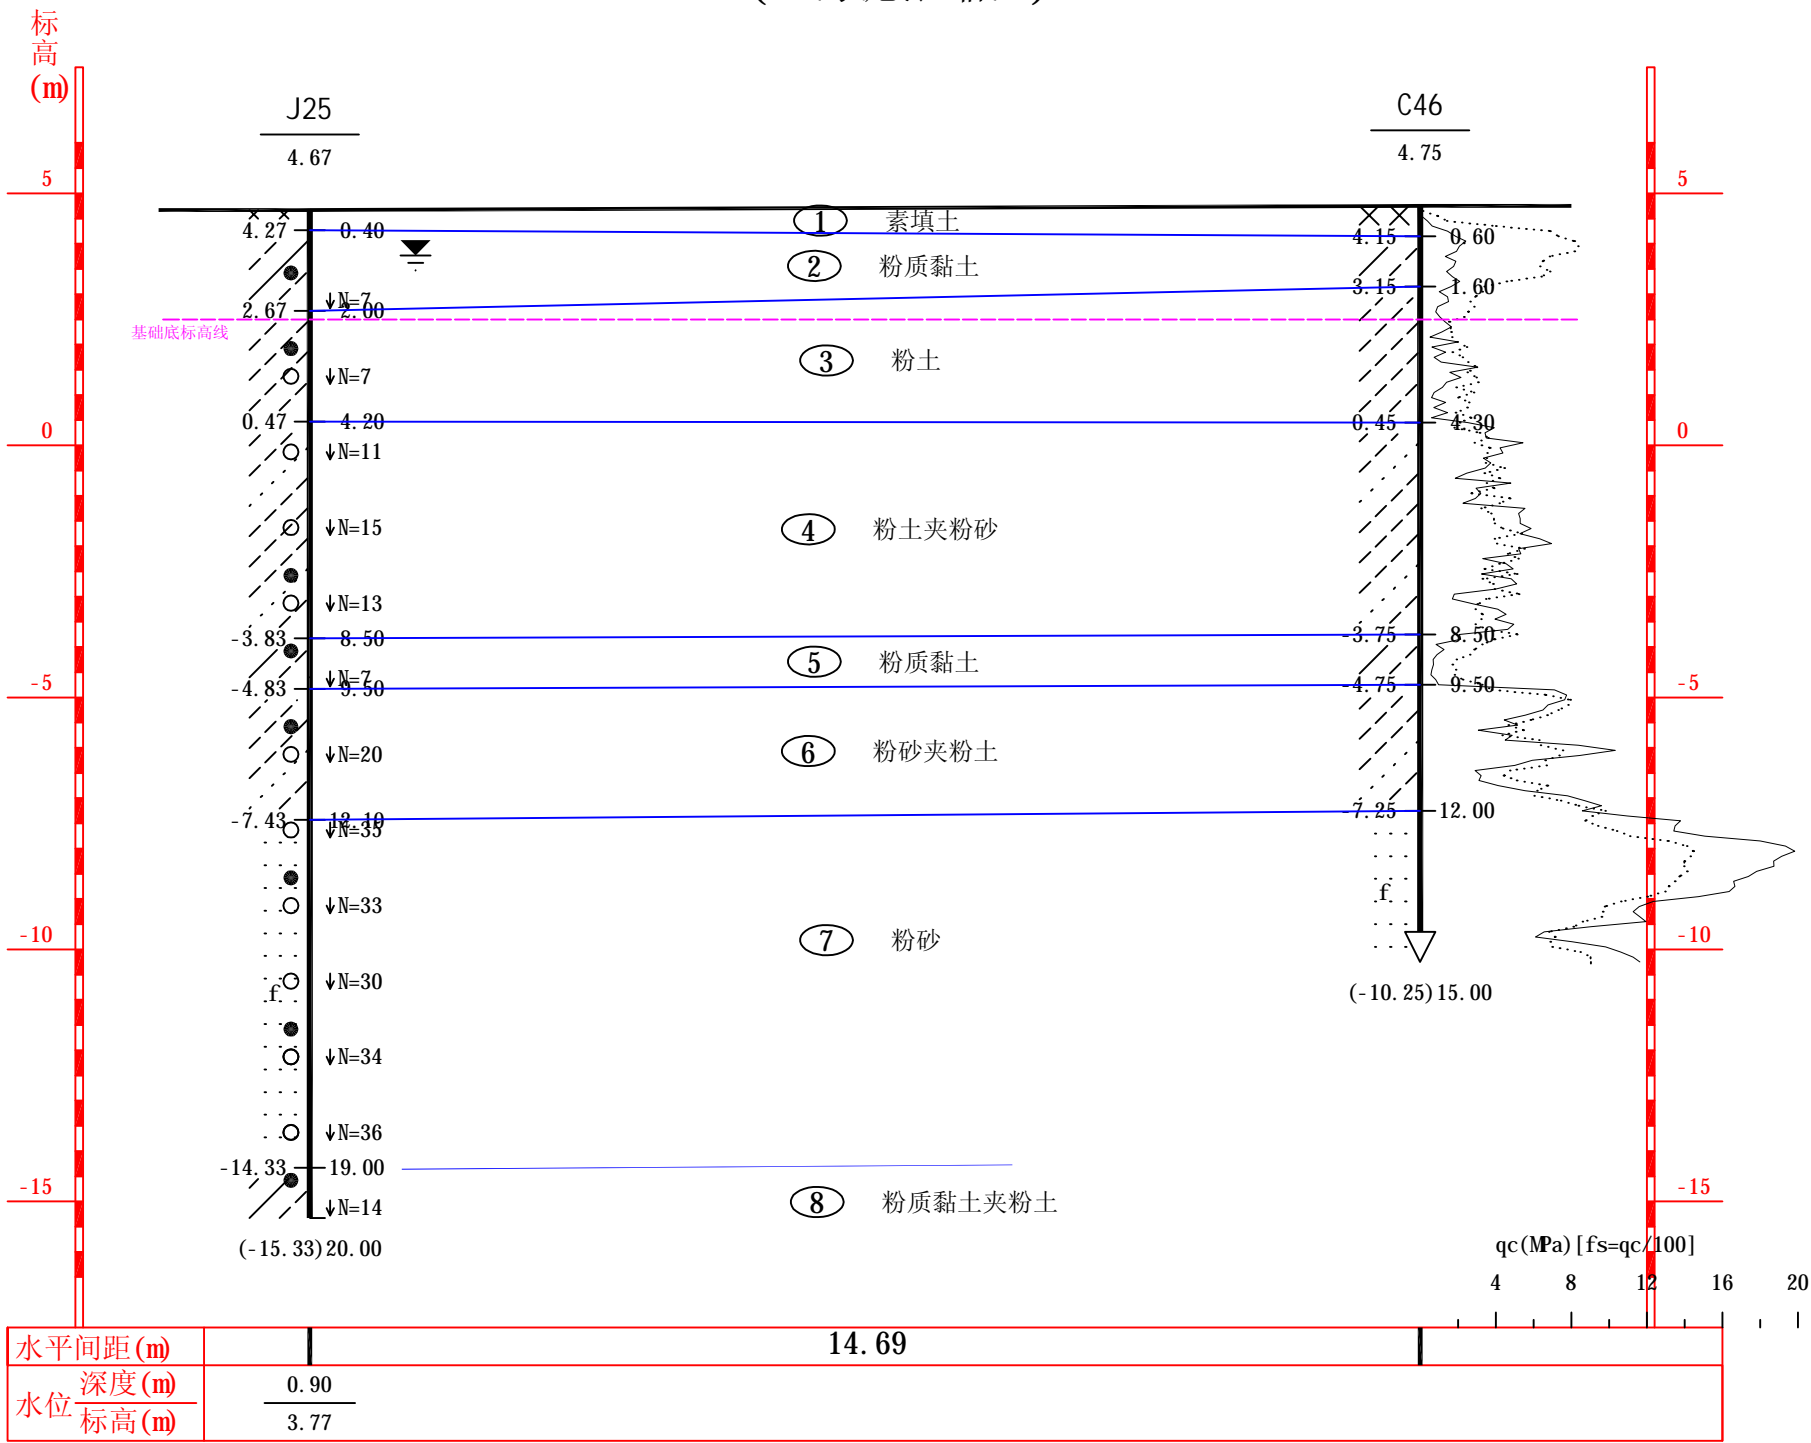 标高(m)
J25
4.67
C46
4.75
5
5
① 素填土
4.27 0.40
4.15 0.60
② 粉质黏土
N=7
2.67 2.00
3.15 1.60
基础底标高线
③ 粉土
N=7
0.47 4.20
0.45 4.30
0
0
N=11
④ 粉土夹粉砂
N=15
N=13
-3.83 8.50
-3.75 8.50
⑤ 粉质黏土
N=7
-4.83 9.50
-4.75 9.50
-5
-5
⑥ 粉砂夹粉土
N=20
-7.43 12.10
-7.25 12.00
N=35
f
N=33
⑦ 粉砂
-10
-10
N=30
f
(-10.25)15.00
N=34
N=36
-14.33 19.00
-15
-15
⑧ 粉质黏土夹粉土
N=14
(-15.33)20.00
qc(MPa)[fs=qc/100]
4 8 12 16 20
水平间距(m) 14.69
水位 深度(m) 0.90
标高(m) 3.77